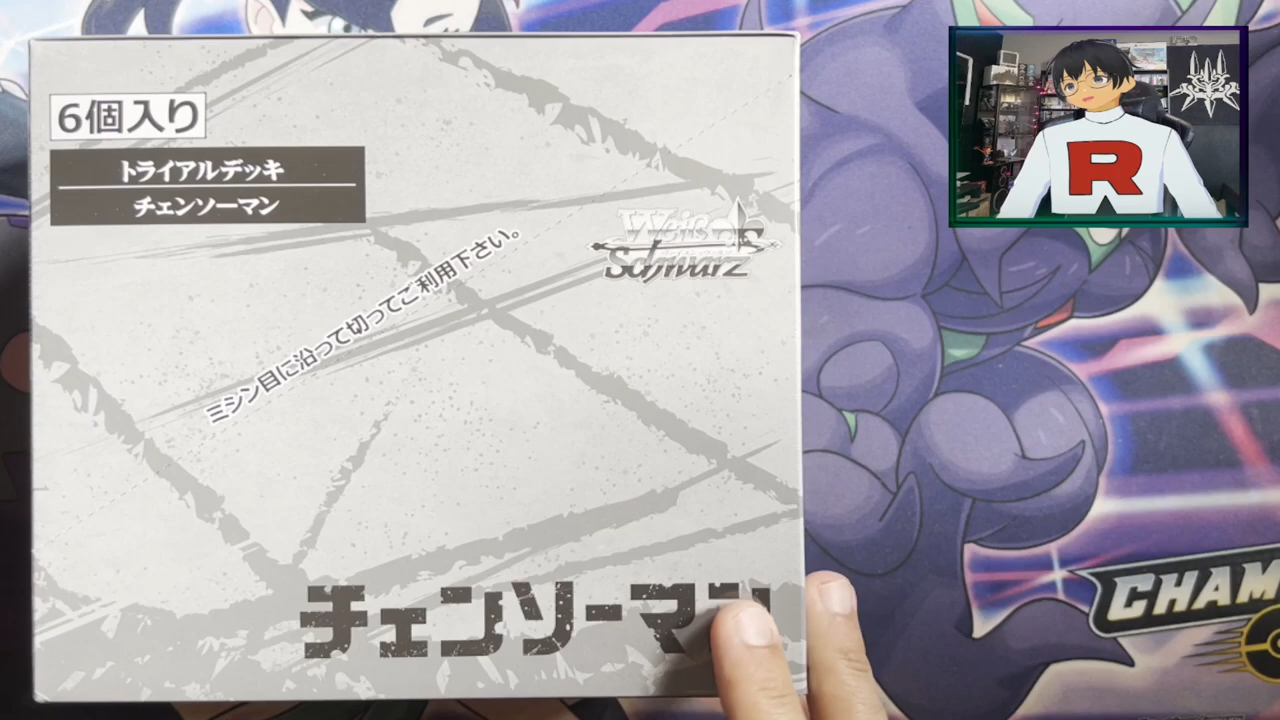 6個入り
トライアルデッキ
チェンソーマン
Weiß
Schwarz
ミシン目に沿って切ってご利用下さい。
チェンソーマン
R
CHAM